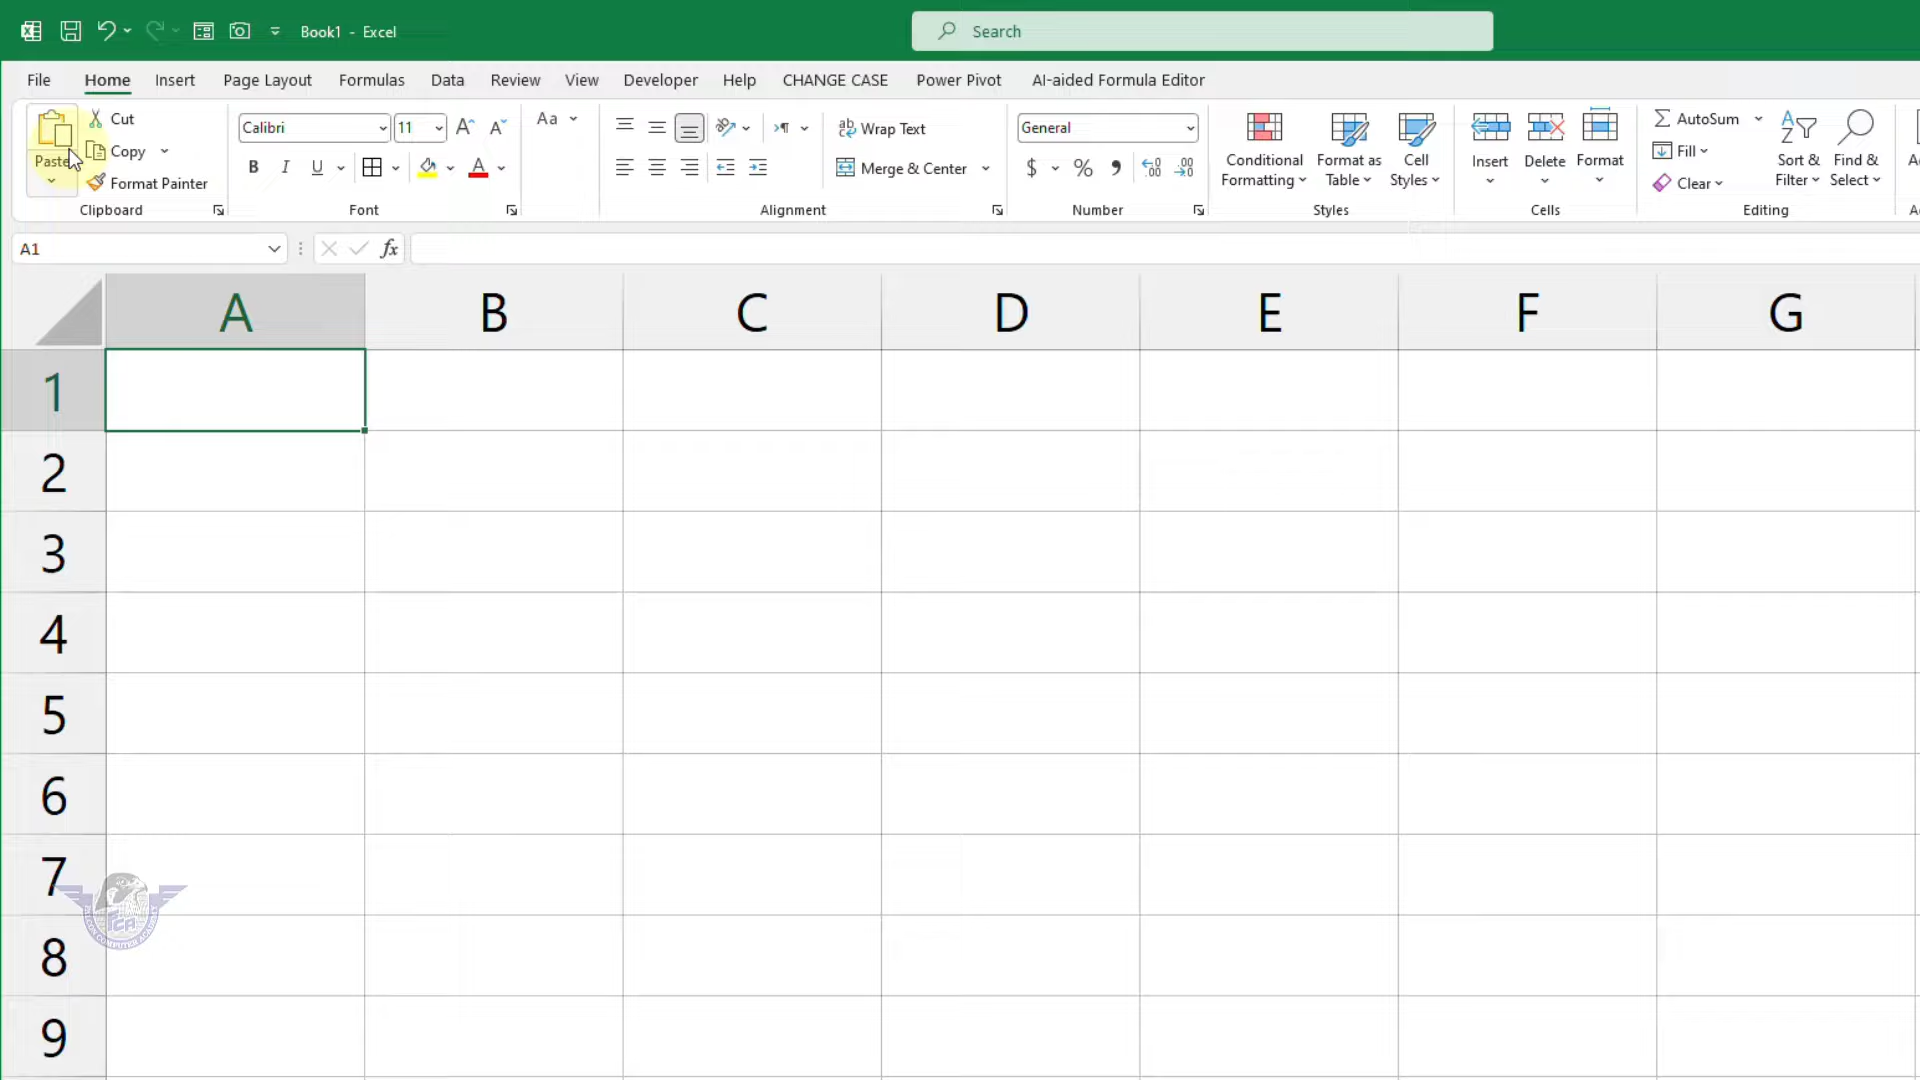 Book1 - Excel
Search
File Home Insert Page Layout Formulas Data Review View Developer Help CHANGE CASE Power Pivot AI-aided Formula Editor
Paste
Cut
Copy
Format Painter
Clipboard
Calibri 11
B I U A
Font
Aa
Wrap Text
Merge & Center
Alignment
General
$ %
Number
Conditional
Formatting
Format as
Table
Cell
Styles
Styles
Insert
Delete
Format
Cells
AutoSum
Fill
Clear
Sort &
Filter
Find &
Select
Editing
A1
fx
A B C D E F G
1
2
3
4
5
6
7
8
9
FCA